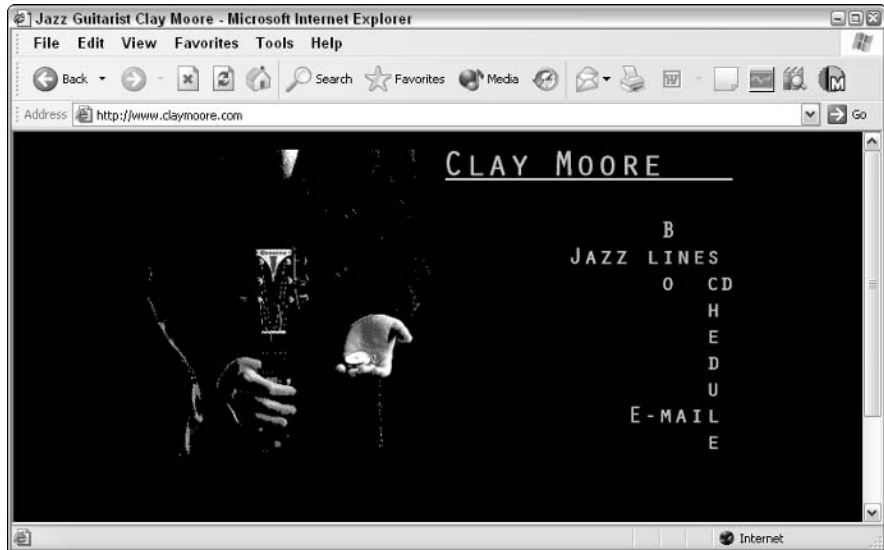 Jazz Guitarist Clay Moore - Microsoft Internet Explorer
File Edit View Favorites Tools Help
Back Search Favorites Media
Address http://www.claymoore.com Go
CLAY MOORE
B
JAZZ LINES
O CD
H
E
D
U
E-MAIL
E
Internet